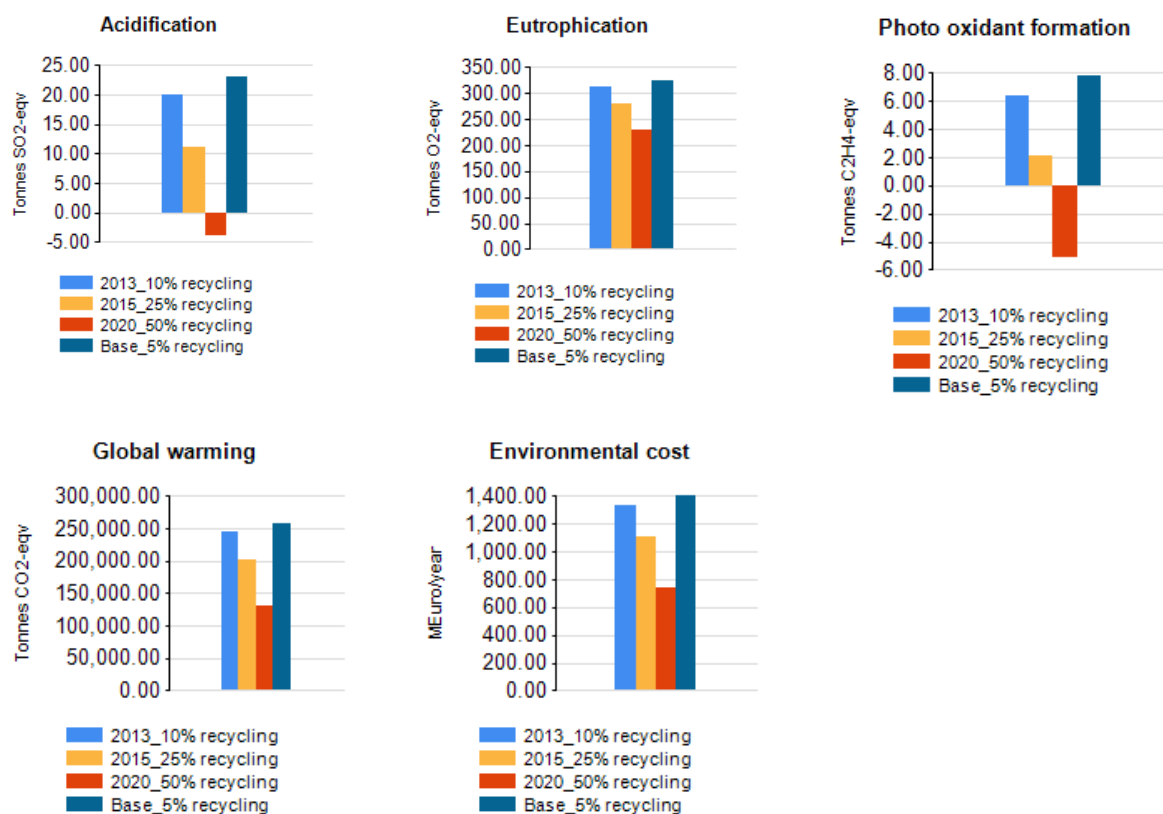 Acidification
Tonnes SO2-eqv
25.00
20.00
15.00
10.00
5.00
0.00
-5.00
2013_10% recycling
2015_25% recycling
2020_50% recycling
Base_5% recycling
Eutrophication
Tonnes O2-eqv
350.00
300.00
250.00
200.00
150.00
100.00
50.00
0.00
2013_10% recycling
2015_25% recycling
2020_50% recycling
Base_5% recycling
Photo oxidant formation
Tonnes C2H4-eqv
8.00
6.00
4.00
2.00
0.00
-2.00
-4.00
-6.00
2013_10% recycling
2015_25% recycling
2020_50% recycling
Base_5% recycling
Global warming
Tonnes CO2-eqv
300,000.00
250,000.00
200,000.00
150,000.00
100,000.00
50,000.00
0.00
2013_10% recycling
2015_25% recycling
2020_50% recycling
Base_5% recycling
Environmental cost
MEuro/year
1,400.00
1,200.00
1,000.00
800.00
600.00
400.00
200.00
0.00
2013_10% recycling
2015_25% recycling
2020_50% recycling
Base_5% recycling